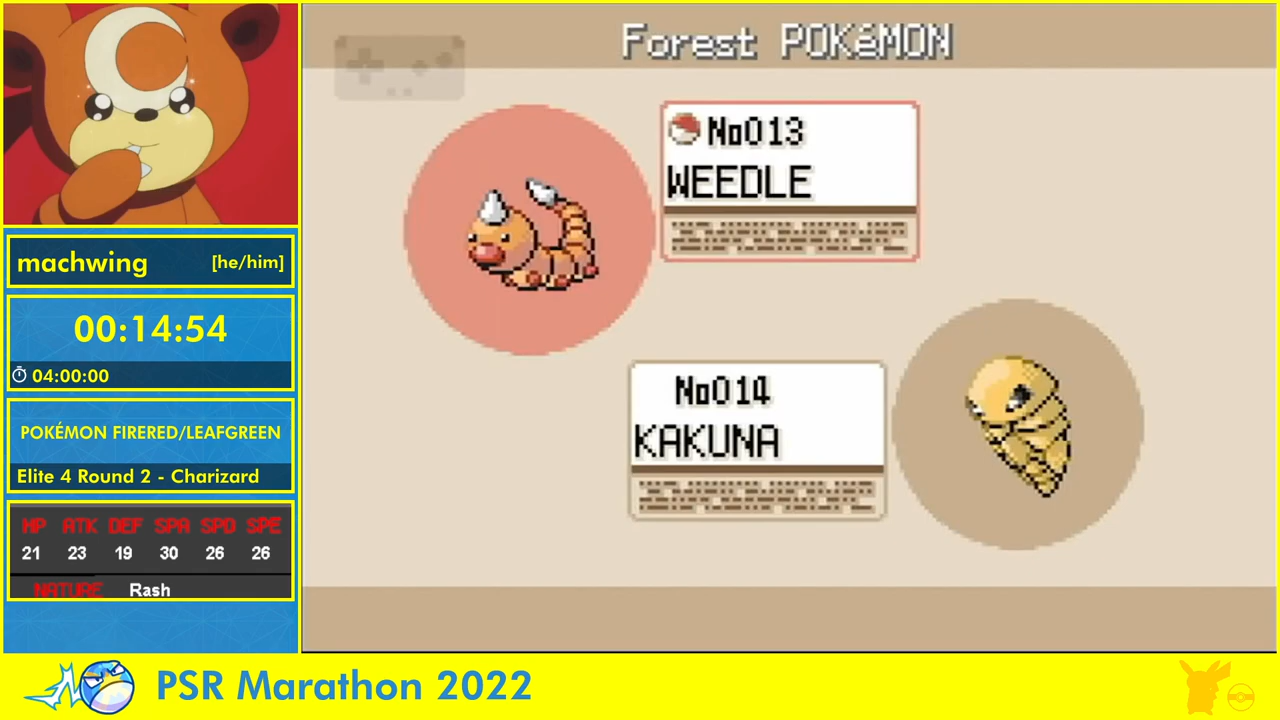 Forest POKéMON
No013
WEEDLE
No014
KAKUNA
machwing [he/him]
00:14:54
04:00:00
POKÉMON FIRERED/LEAFGREEN
Elite 4 Round 2 - Charizard
HP ATK DEF SPA SPD SPE
21 23 19 30 26 26
NATURE Rash
PSR Marathon 2022